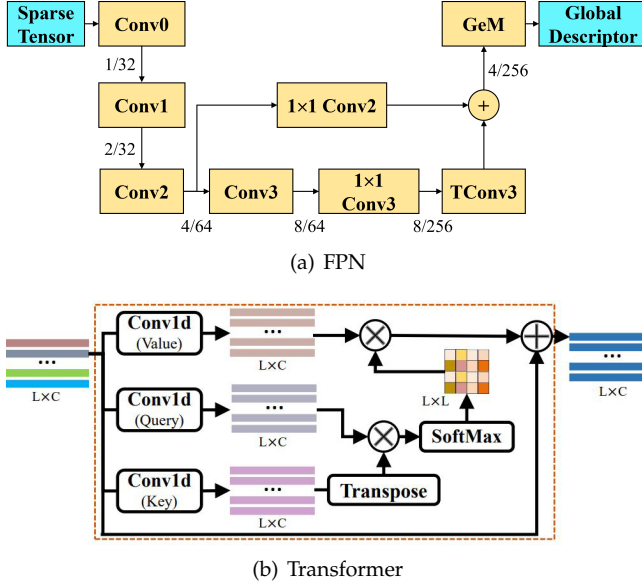 Sparse
Tensor
Conv0
GeM
Global
Descriptor
1/32
4/256
Conv1
1×1 Conv2
+
2/32
Conv2
Conv3
1×1
Conv3
TConv3
4/64
8/64
8/256
(a) FPN
Conv1d
(Value)
...
L×C
...
L×C
L×L
...
L×C
Conv1d
(Query)
...
L×C
SoftMax
Conv1d
(Key)
...
L×C
Transpose
(b) Transformer